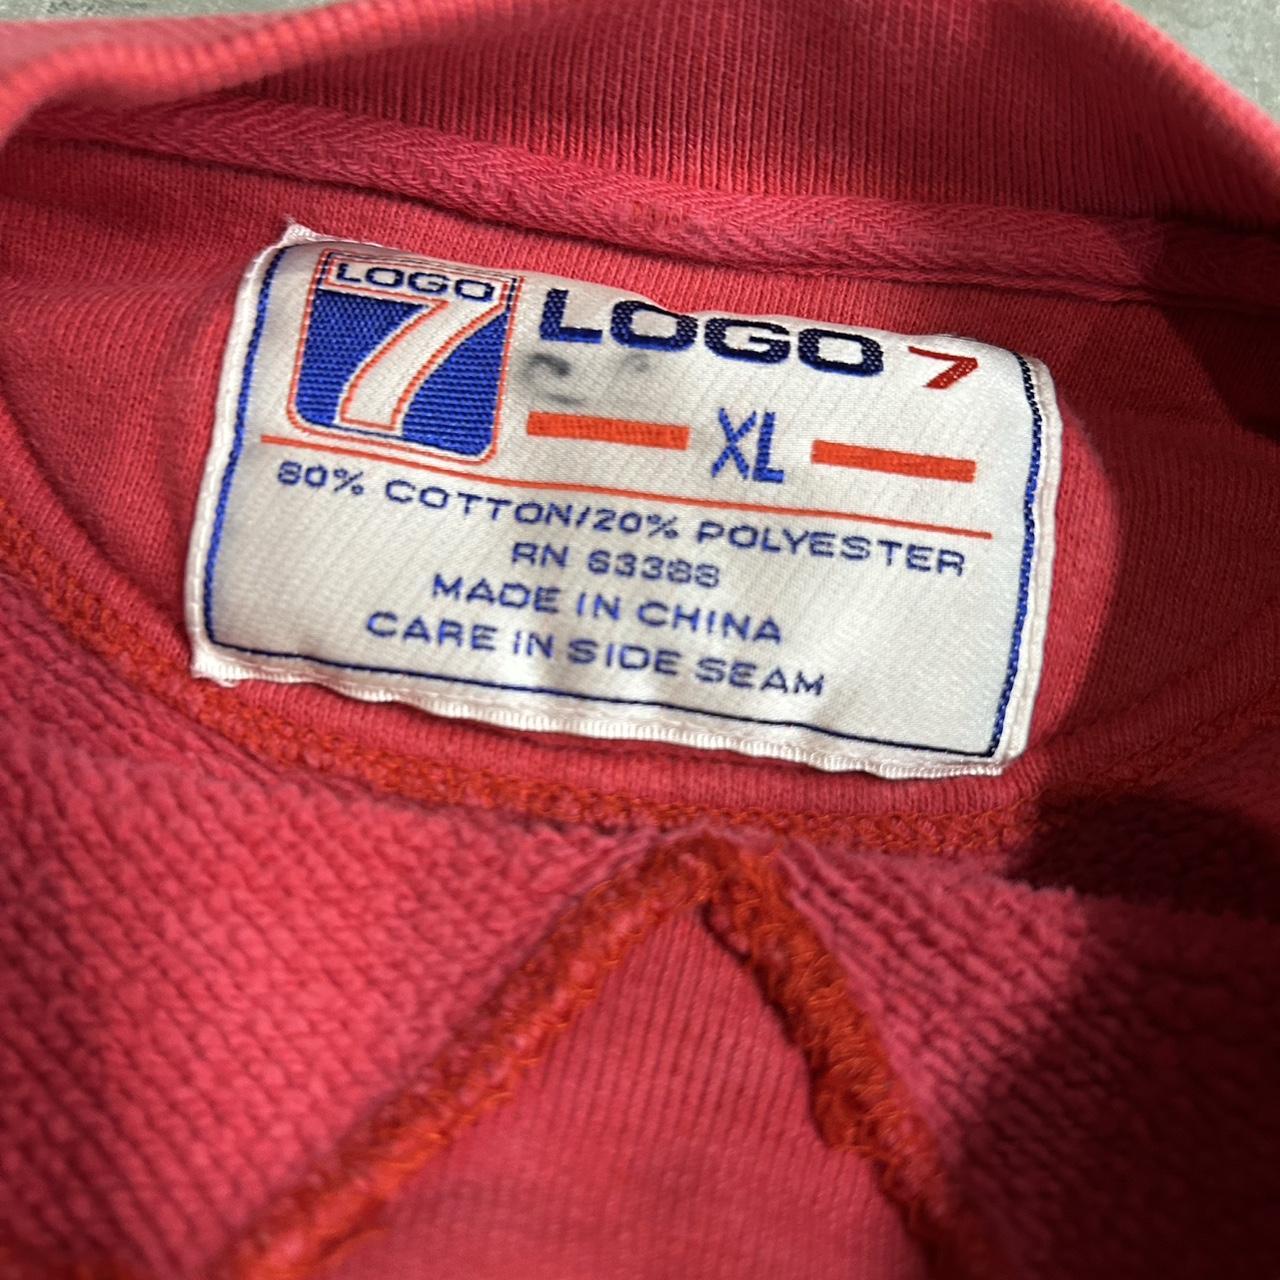 LOGO
7
LOGO 7
XL
80% COTTON/20% POLYESTER
RN 63388
MADE IN CHINA
CARE IN SIDE SEAM